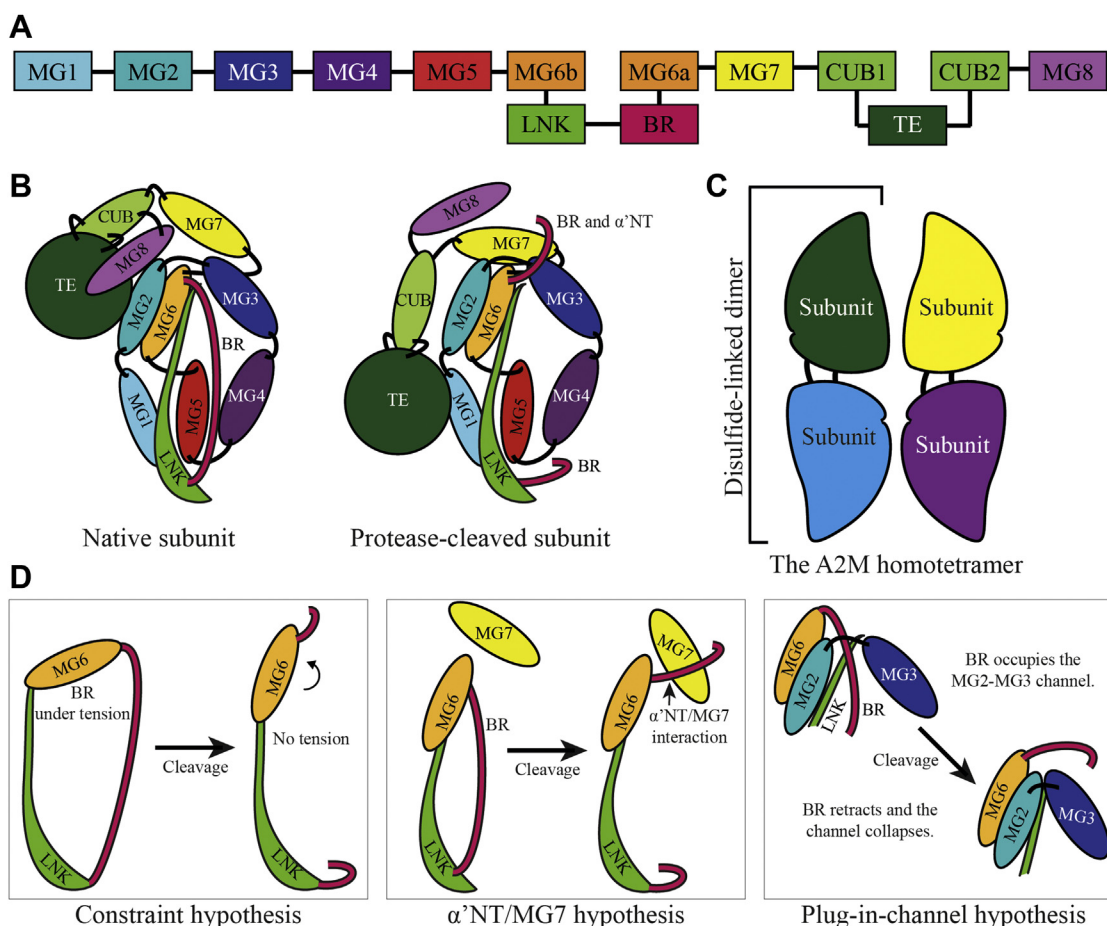 A
MG1 MG2 MG3 MG4 MG5 MG6b MG6a MG7 CUB1 CUB2 MG8
LNK BR TE
B
CUB
MG7
MG8
TE
MG2
MG6
MG3
BR
MG1
MG5
MG4
LNK
Native subunit
MG8
BR and α’NT
MG7
CUB
MG2
MG6
MG3
TE
MG1
MG5
MG4
LNK
BR
Protease-cleaved subunit
C
Disulfide-linked dimer
Subunit
Subunit
Subunit
Subunit
The A2M homotetramer
D
MG6
BR
under tension
LNK
Cleavage
MG6
No tension
Constraint hypothesis
MG7
MG6
BR
LNK
Cleavage
MG7
MG6
α’NT/MG7
interaction
LNK
α’NT/MG7 hypothesis
MG6
MG2
MG3
LNK
BR
BR occupies the
MG2-MG3 channel.
Cleavage
BR retracts and the
channel collapses.
MG6
MG2
MG3
Plug-in-channel hypothesis